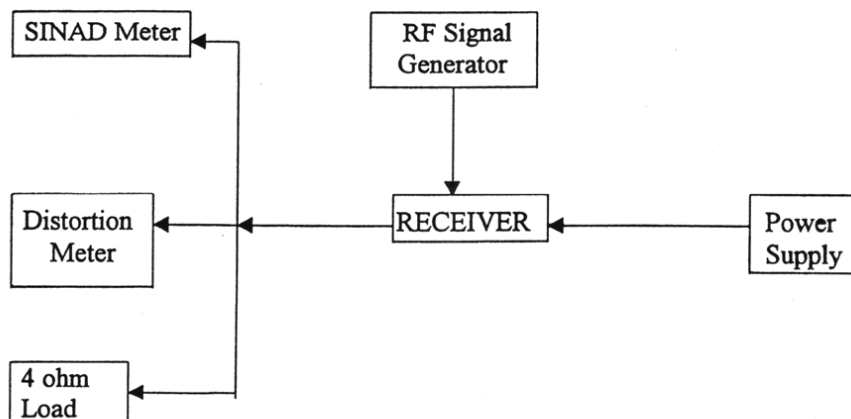 SINAD Meter
RF Signal
Generator
Distortion
Meter
RECEIVER
Power
Supply
4 ohm
Load